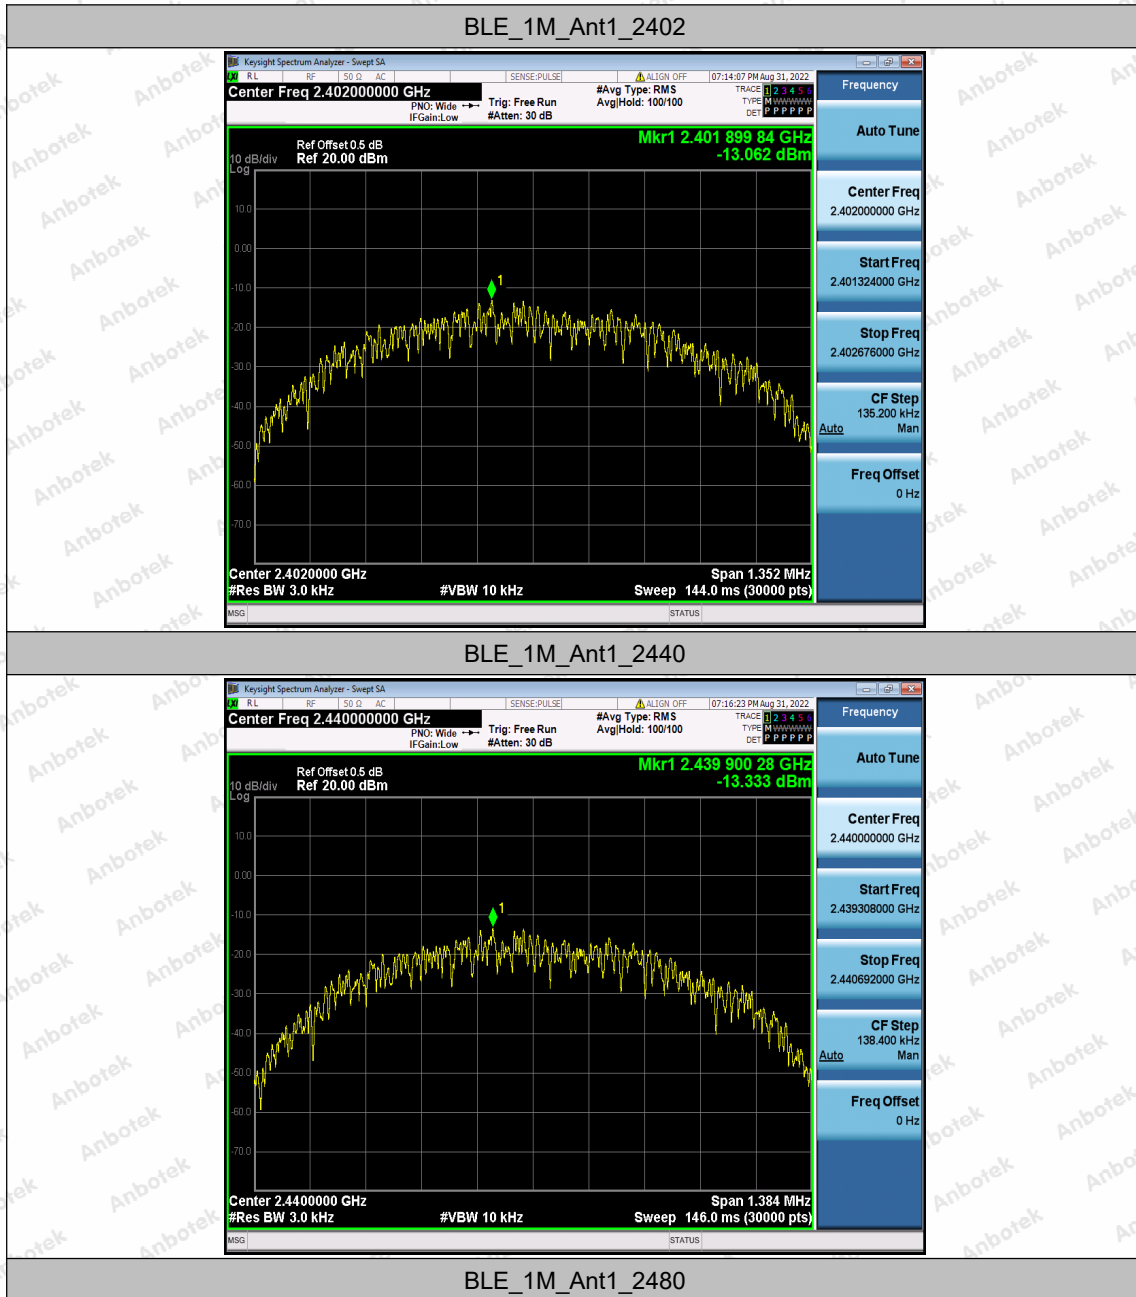 BLE_1M_Ant1_2402
Keysight Spectrum Analyzer - Swept SA
RL RF 50 Ω AC SENSE:PULSE ALIGN OFF 07:14:07 PM Aug 31, 2022
Center Freq 2.402000000 GHz
PNO: Wide
IFGain:Low
Trig: Free Run
#Atten: 30 dB
#Avg Type: RMS
Avg|Hold: 100/100
TRACE 1 2 3 4 5 6
TYPE M W W W W W
DET P P P P P P
Mkr1 2.401 899 84 GHz
-13.062 dBm
Ref Offset 0.5 dB
10 dB/div Ref 20.00 dBm
Log
10.0
0.00
-10.0
-20.0
-30.0
-40.0
-50.0
-60.0
-70.0
1
Center 2.4020000 GHz Span 1.352 MHz
#Res BW 3.0 kHz #VBW 10 kHz Sweep 144.0 ms (30000 pts)
MSG STATUS
Frequency
Auto Tune
Center Freq
2.402000000 GHz
Start Freq
2.401324000 GHz
Stop Freq
2.402676000 GHz
CF Step
135.200 kHz
Auto Man
Freq Offset
0 Hz
BLE_1M_Ant1_2440
Keysight Spectrum Analyzer - Swept SA
RL RF 50 Ω AC SENSE:PULSE ALIGN OFF 07:16:23 PM Aug 31, 2022
Center Freq 2.440000000 GHz
PNO: Wide
IFGain:Low
Trig: Free Run
#Atten: 30 dB
#Avg Type: RMS
Avg|Hold: 100/100
TRACE 1 2 3 4 5 6
TYPE M W W W W W
DET P P P P P P
Mkr1 2.439 900 28 GHz
-13.333 dBm
Ref Offset 0.5 dB
10 dB/div Ref 20.00 dBm
Log
10.0
0.00
-10.0
-20.0
-30.0
-40.0
-50.0
-60.0
-70.0
1
Center 2.4400000 GHz Span 1.384 MHz
#Res BW 3.0 kHz #VBW 10 kHz Sweep 146.0 ms (30000 pts)
MSG STATUS
Frequency
Auto Tune
Center Freq
2.440000000 GHz
Start Freq
2.439308000 GHz
Stop Freq
2.440692000 GHz
CF Step
138.400 kHz
Auto Man
Freq Offset
0 Hz
BLE_1M_Ant1_2480
Anbotek